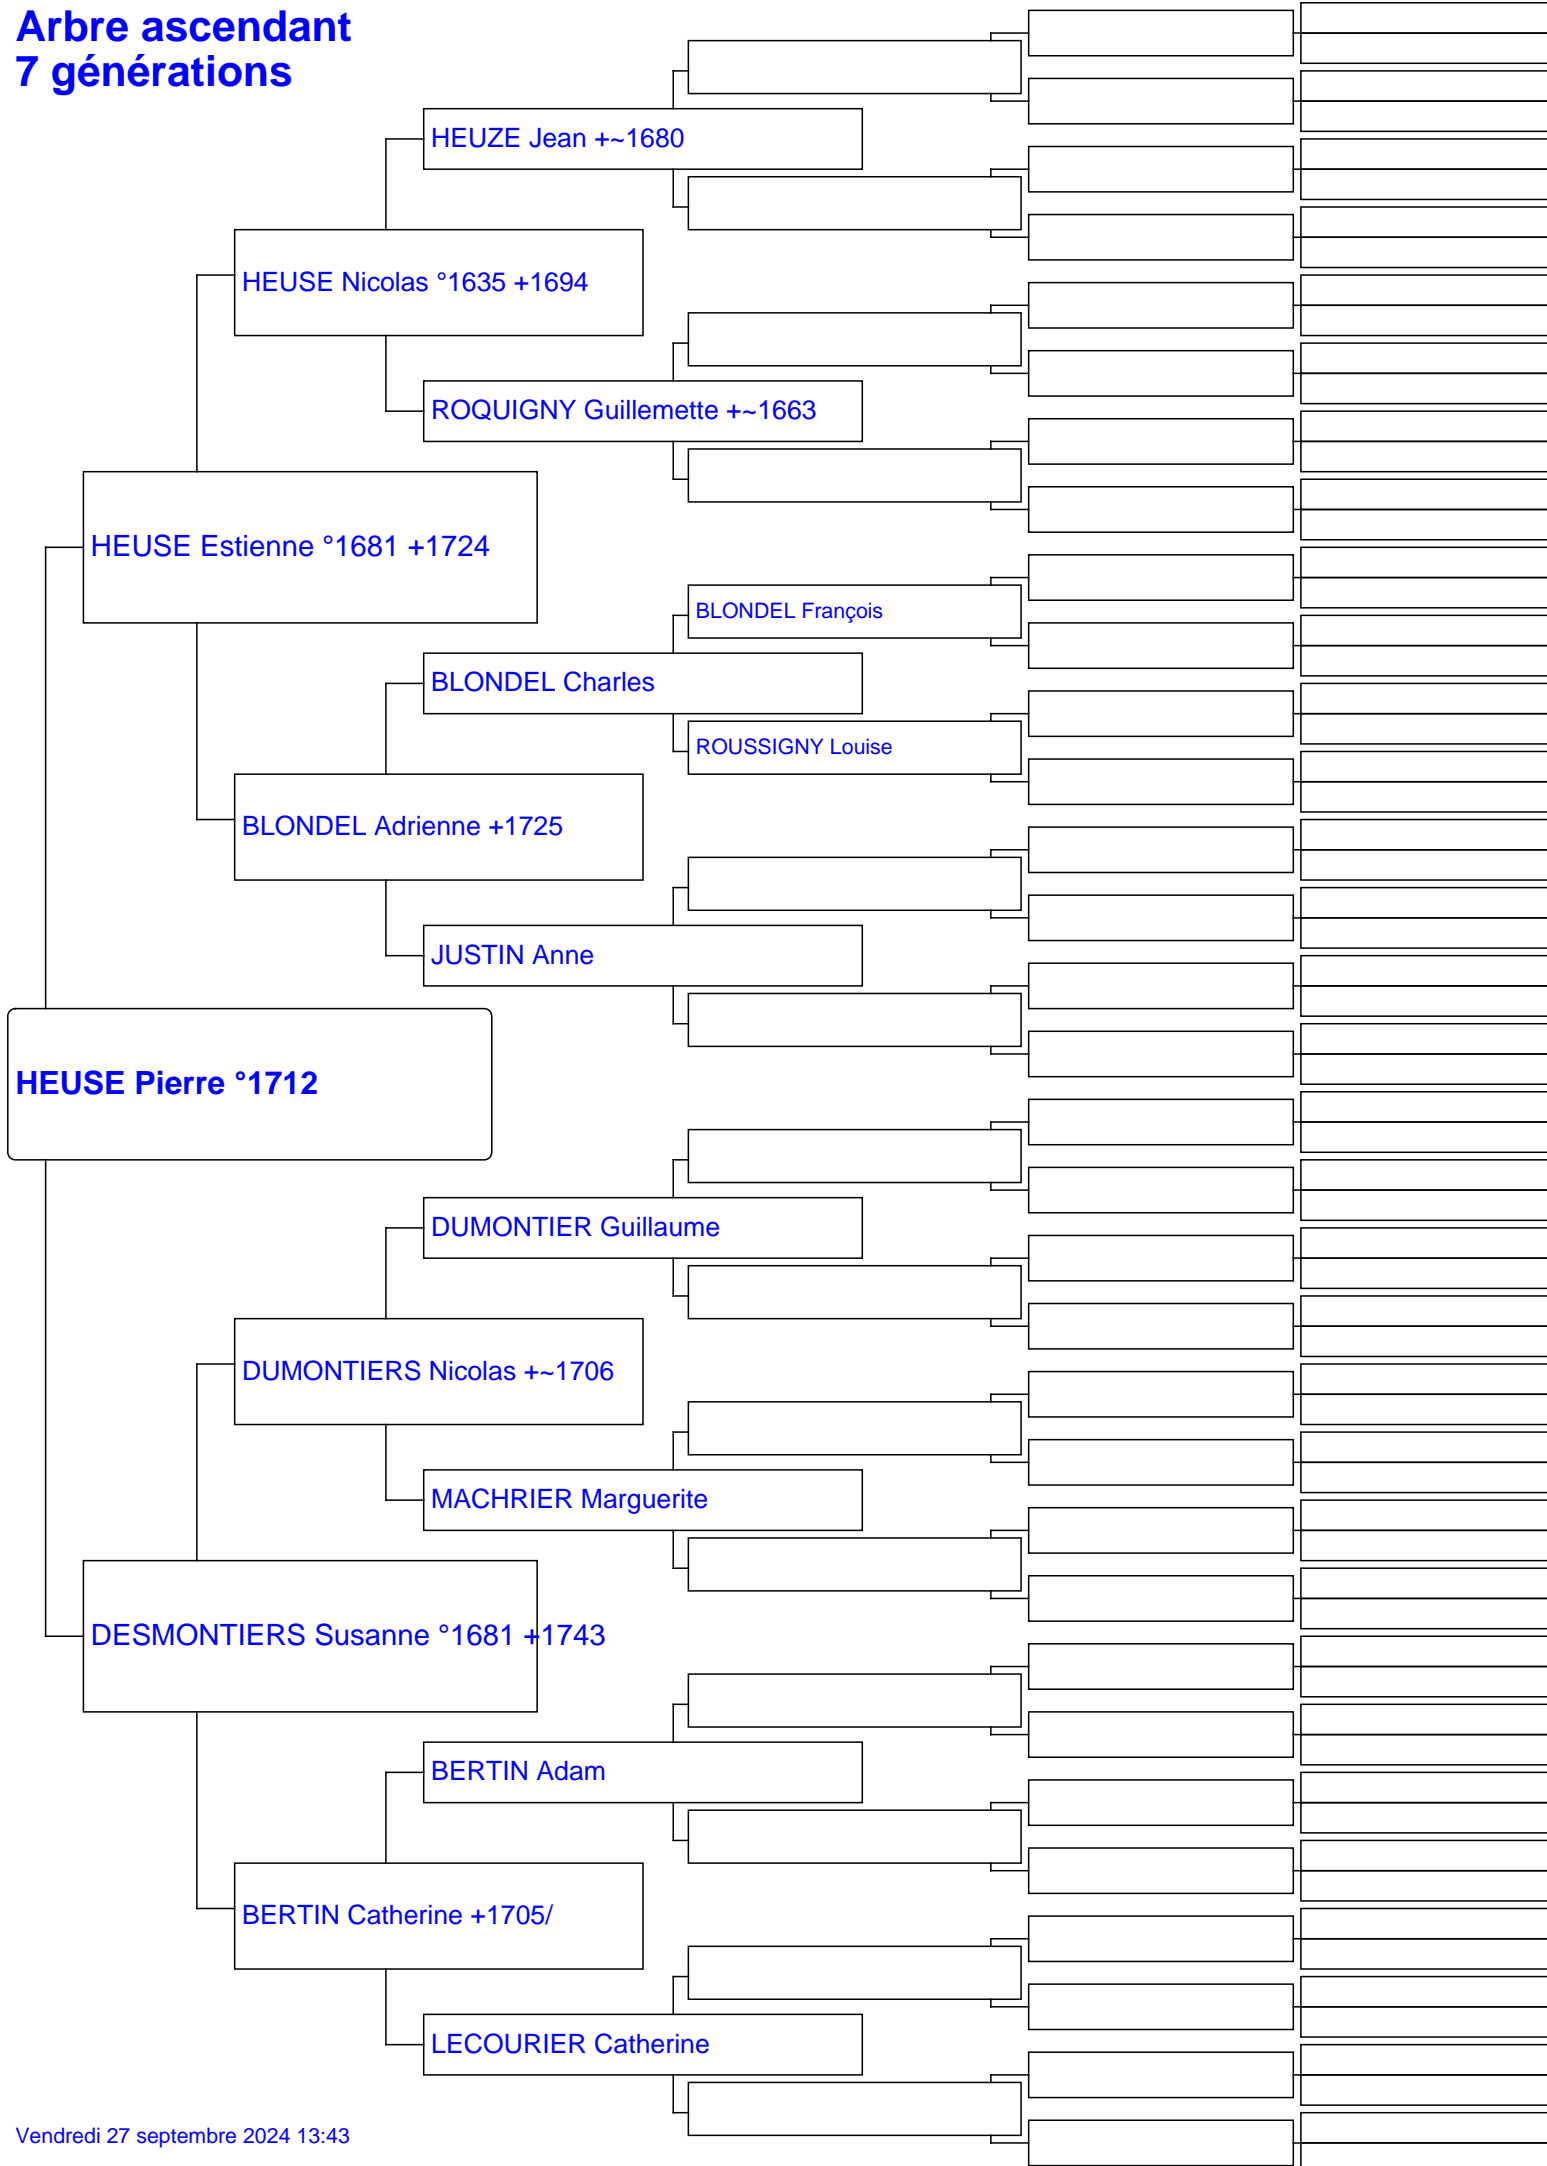 Arbre ascendant
7 générations
HEUZE Jean +~1680
HEUSE Nicolas °1635 +1694
ROQUIGNY Guillemette +~1663
HEUSE Estienne °1681 +1724
BLONDEL François
BLONDEL Charles
ROUSSIGNY Louise
BLONDEL Adrienne +1725
JUSTIN Anne
HEUSE Pierre °1712
DUMONTIER Guillaume
DUMONTIERS Nicolas +~1706
MACHRIER Marguerite
DESMONTIERS Susanne °1681 +1743
BERTIN Adam
BERTIN Catherine +1705/
LECOURIER Catherine
Vendredi 27 septembre 2024 13:43